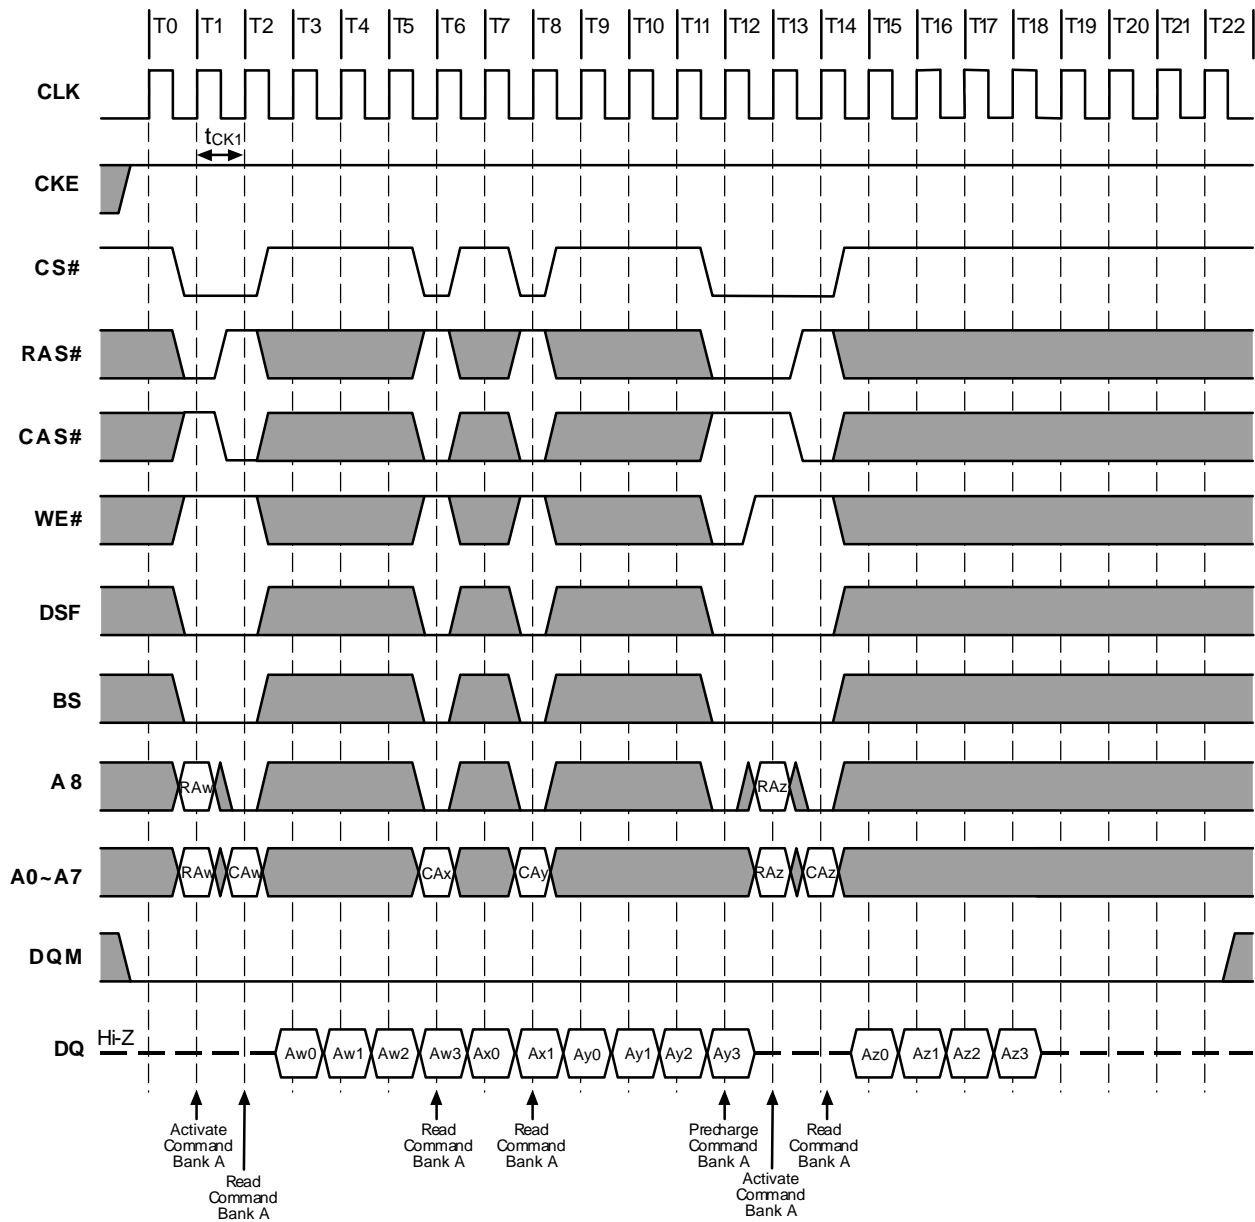 T0 T1 T2 T3 T4 T5 T6 T7 T8 T9 T10 T11 T12 T13 T14 T15 T16 T17 T18 T19 T20 T21 T22
CLK
tCK1
CKE
CS#
RAS#
CAS#
WE#
DSF
BS
A8
RAw RAz
A0~A7
RAw CAw CAx CAy RAz CAz
DQM
DQ
Hi-Z
Aw0 Aw1 Aw2 Aw3 Ax0 Ax1 Ay0 Ay1 Ay2 Ay3 Az0 Az1 Az2 Az3
Activate
Command
Bank A
Read
Command
Bank A
Read
Command
Bank A
Read
Command
Bank A
Precharge
Command
Bank A
Activate
Command
Bank A
Read
Command
Bank A